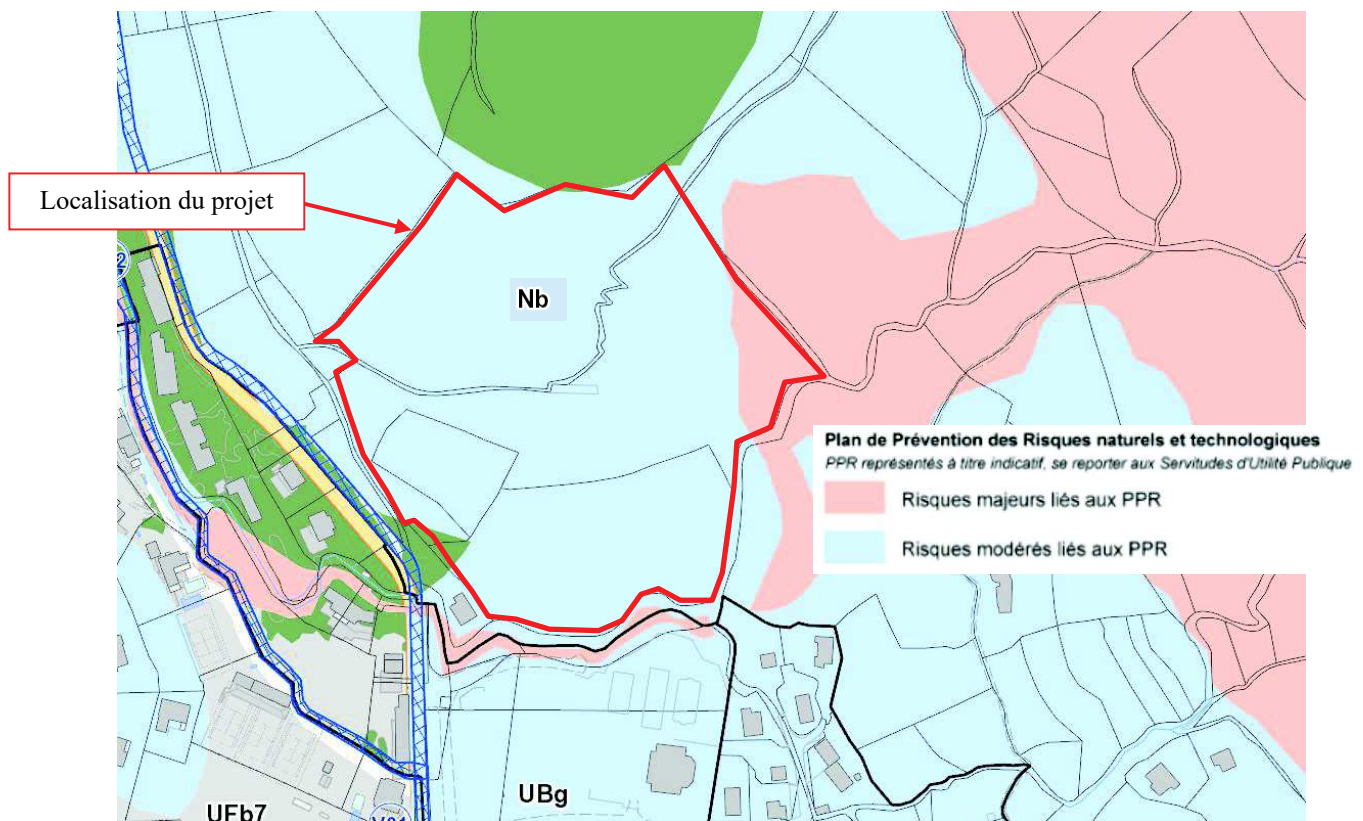 Localisation du projet
Nb
Plan de Prévention des Risques naturels et technologiques
PPR représentés à titre indicatif, se reporter aux Servitudes d'Utilité Publique
Risques majeurs liés aux PPR
Risques modérés liés aux PPR
UBg